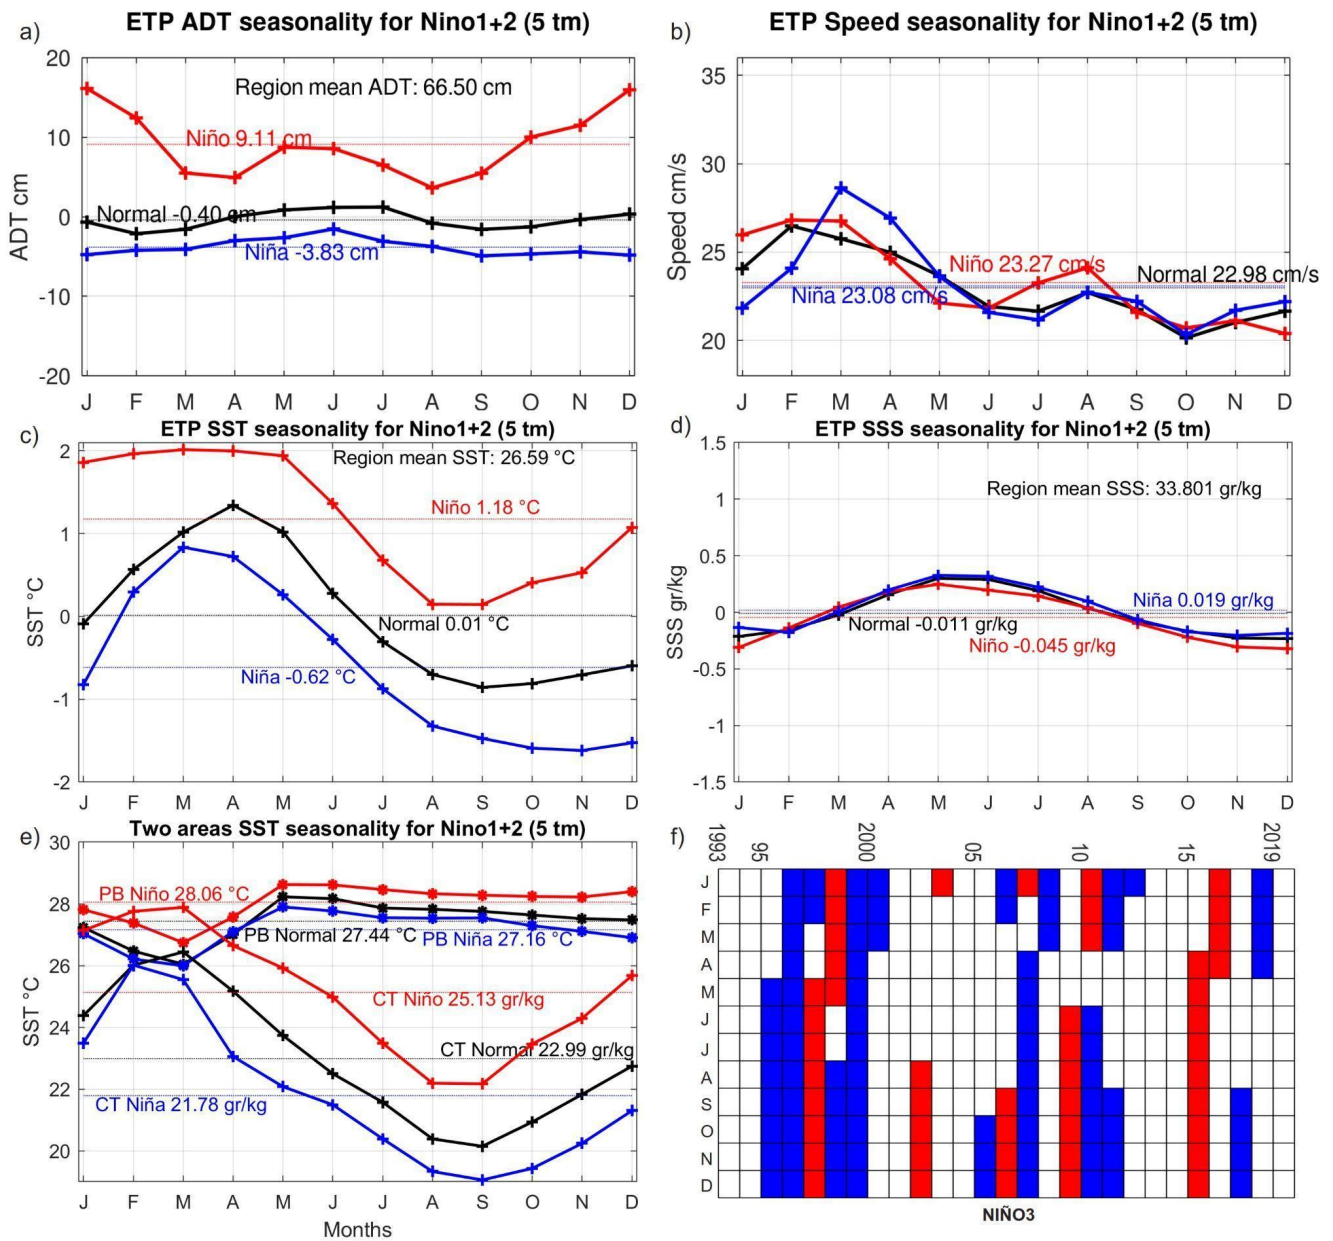 a)
ETP ADT seasonality for Nino1+2 (5 tm)
ADT cm
20
10
0
-10
-20
Region mean ADT: 66.50 cm
Niño 9.11 cm
Normal -0.40 cm
Niña -3.83 cm
J F M A M J J A S O N D
b)
ETP Speed seasonality for Nino1+2 (5 tm)
Speed cm/s
35
30
25
20
Niño 23.27 cm/s
Normal 22.98 cm/s
Niña 23.08 cm/s
J F M A M J J A S O N D
c)
ETP SST seasonality for Nino1+2 (5 tm)
SST °C
2
1
0
-1
-2
Region mean SST: 26.59 °C
Niño 1.18 °C
Normal 0.01 °C
Niña -0.62 °C
J F M A M J J A S O N D
d)
ETP SSS seasonality for Nino1+2 (5 tm)
SSS gr/kg
1.5
1
0.5
0
-0.5
-1
-1.5
Region mean SSS: 33.801 gr/kg
Niña 0.019 gr/kg
Normal -0.011 gr/kg
Niño -0.045 gr/kg
J F M A M J J A S O N D
e)
Two areas SST seasonality for Nino1+2 (5 tm)
SST °C
30
28
26
24
22
20
PB Niño 28.06 °C
PB Normal 27.44 °C
PB Niña 27.16 °C
CT Niño 25.13 gr/kg
CT Normal 22.99 gr/kg
CT Niña 21.78 gr/kg
J F M A M J J A S O N D
Months
f)
1993 95 2000 05 10 15 2019
J
F
M
A
M
J
J
A
S
O
N
D
NIÑO3